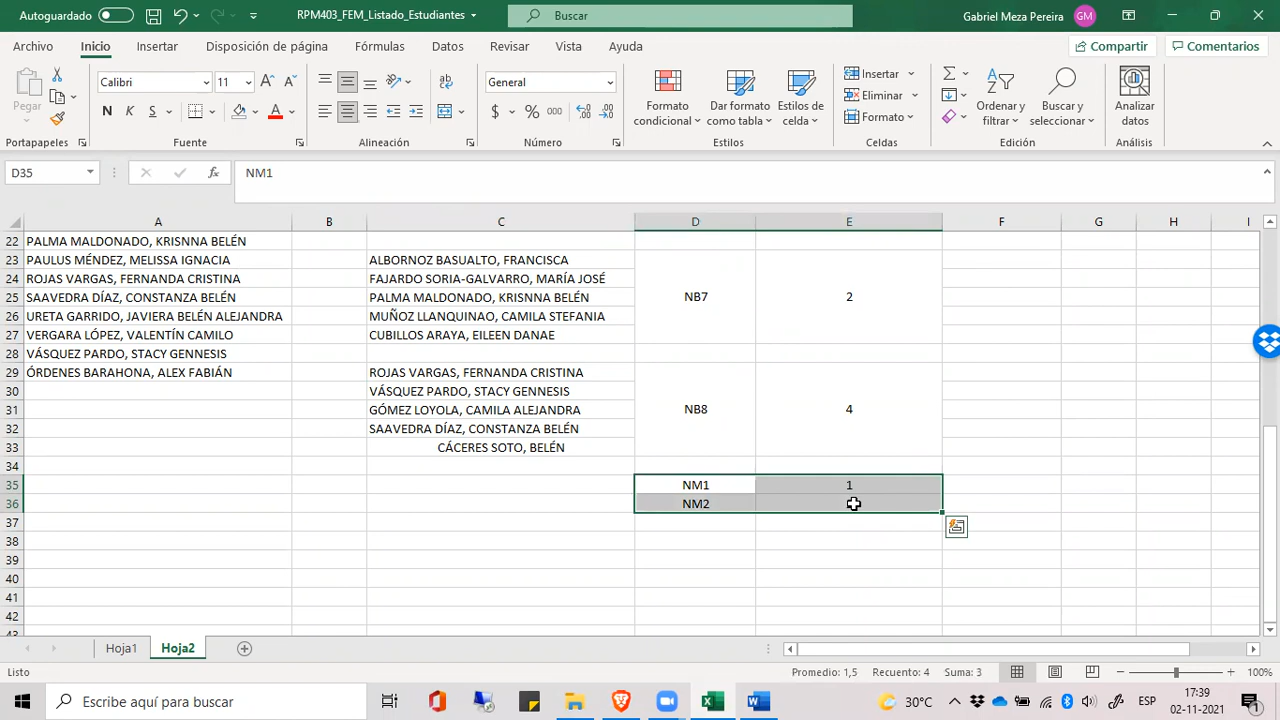 Autoguardado
RPM403_FEM_Listado_Estudiantes
Buscar
Gabriel Meza Pereira GM
Archivo Inicio Insertar Disposición de página Fórmulas Datos Revisar Vista Ayuda Compartir Comentarios
Pegar
Calibri 11
N K S
General
$ % 000
Formato condicional
Dar formato como tabla
Estilos de celda
Insertar
Eliminar
Formato
Ordenar y filtrar
Buscar y seleccionar
Analizar datos
Portapapeles Fuente Alineación Número Estilos Celdas Edición Análisis
D35 fx NM1
A B C D E F G H I
22 PALMA MALDONADO, KRISNNA BELÉN
23 PAULUS MÉNDEZ, MELISSA IGNACIA ALBORNOZ BASUALTO, FRANCISCA
24 ROJAS VARGAS, FERNANDA CRISTINA FAJARDO SORIA-GALVARRO, MARÍA JOSÉ
25 SAAVEDRA DÍAZ, CONSTANZA BELÉN PALMA MALDONADO, KRISNNA BELÉN NB7 2
26 URETA GARRIDO, JAVIERA BELÉN ALEJANDRA MUÑOZ LLANQUINAO, CAMILA STEFANIA
27 VERGARA LÓPEZ, VALENTÍN CAMILO CUBILLOS ARAYA, EILEEN DANAE
28 VÁSQUEZ PARDO, STACY GENNESIS
29 ÓRDENES BARAHONA, ALEX FABIÁN ROJAS VARGAS, FERNANDA CRISTINA
30 VÁSQUEZ PARDO, STACY GENNESIS
31 GÓMEZ LOYOLA, CAMILA ALEJANDRA NB8 4
32 SAAVEDRA DÍAZ, CONSTANZA BELÉN
33 CÁCERES SOTO, BELÉN
34
35 NM1 1
36 NM2
37
38
39
40
41
42
43
Hoja1 Hoja2
Listo Promedio: 1,5 Recuento: 4 Suma: 3 100%
Escribe aquí para buscar
30°C
ESP
17:39
02-11-2021
1